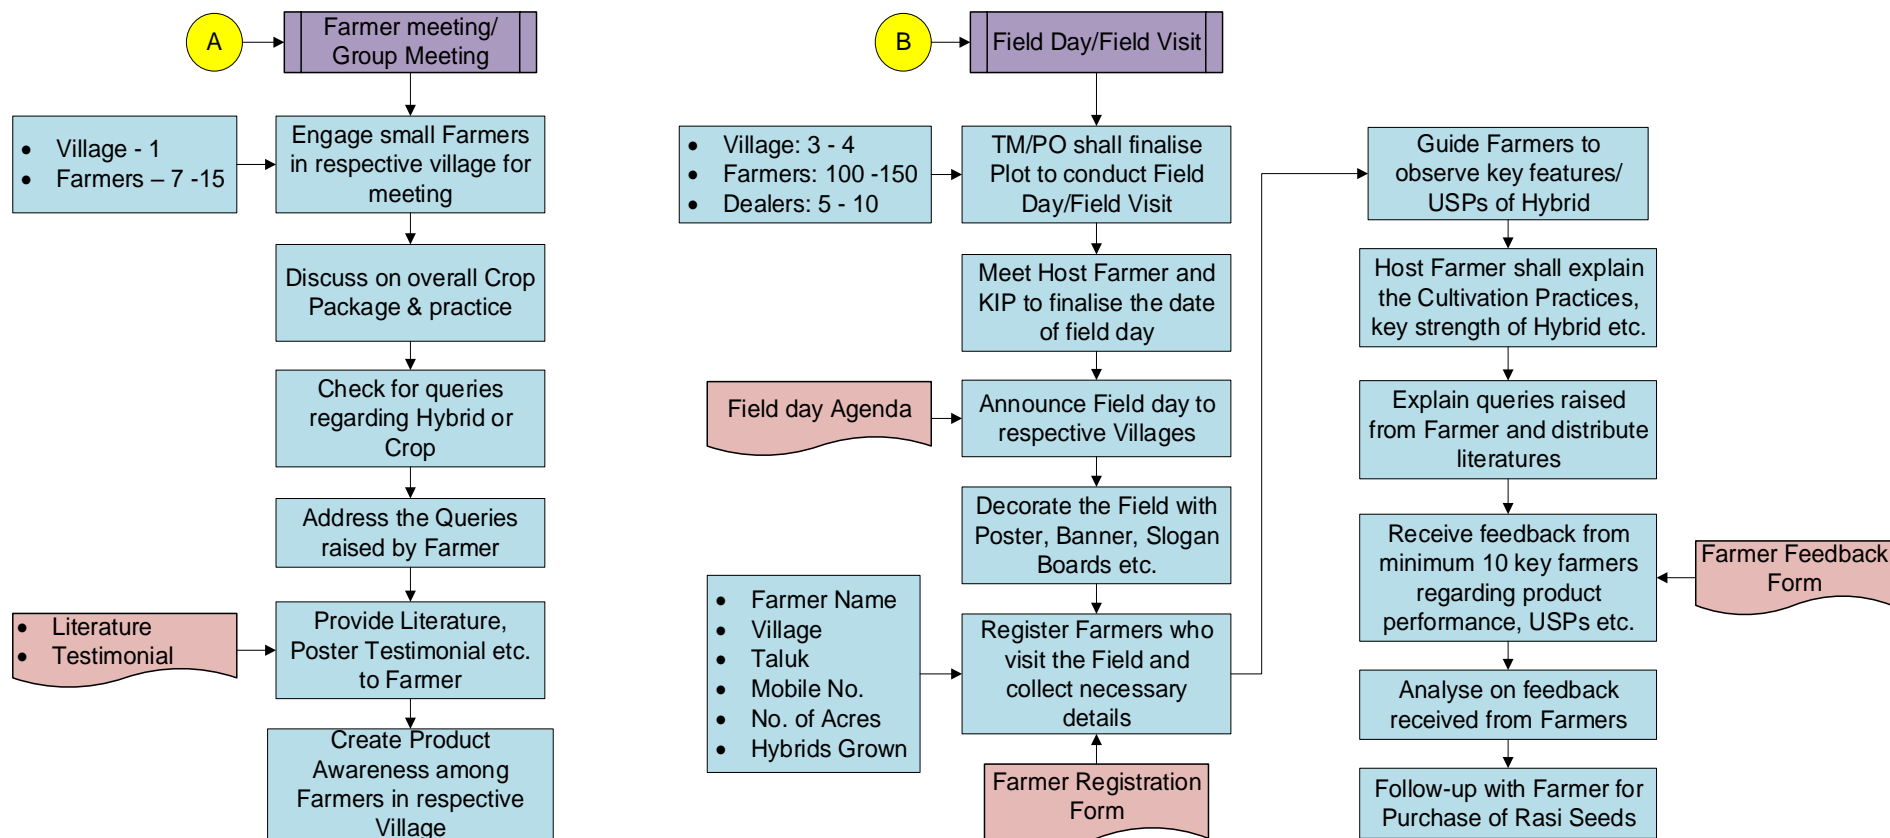 A
Farmer meeting/
Group Meeting
• Village - 1
• Farmers – 7 -15
Engage small Farmers
in respective village for
meeting
Discuss on overall Crop
Package & practice
Check for queries
regarding Hybrid or
Crop
Address the Queries
raised by Farmer
• Literature
• Testimonial
Provide Literature,
Poster Testimonial etc.
to Farmer
Create Product
Awareness among
Farmers in respective
Village
B
Field Day/Field Visit
• Village: 3 - 4
• Farmers: 100 -150
• Dealers: 5 - 10
TM/PO shall finalise
Plot to conduct Field
Day/Field Visit
Meet Host Farmer and
KIP to finalise the date
of field day
Field day Agenda
Announce Field day to
respective Villages
Decorate the Field with
Poster, Banner, Slogan
Boards etc.
• Farmer Name
• Village
• Taluk
• Mobile No.
• No. of Acres
• Hybrids Grown
Register Farmers who
visit the Field and
collect necessary
details
Farmer Registration
Form
Guide Farmers to
observe key features/
USPs of Hybrid
Host Farmer shall explain
the Cultivation Practices,
key strength of Hybrid etc.
Explain queries raised
from Farmer and distribute
literatures
Receive feedback from
minimum 10 key farmers
regarding product
performance, USPs etc.
Farmer Feedback
Form
Analyse on feedback
received from Farmers
Follow-up with Farmer for
Purchase of Rasi Seeds